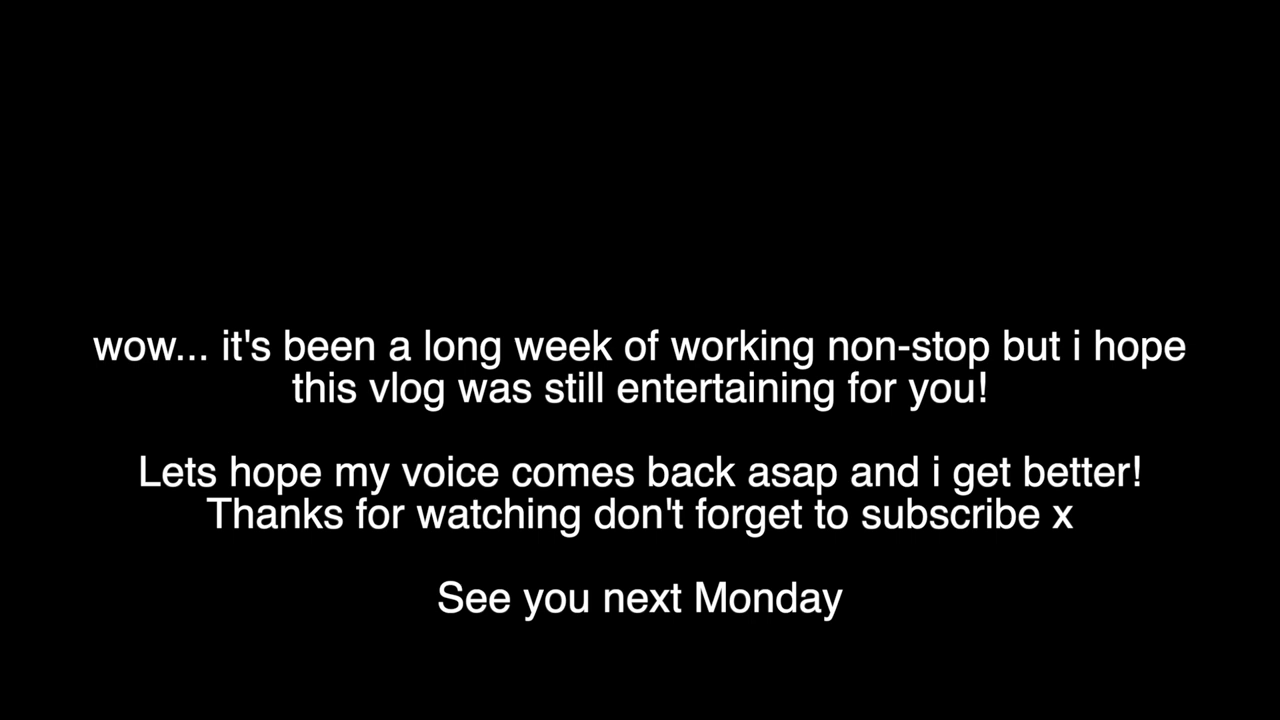 wow... it's been a long week of working non-stop but i hope
this vlog was still entertaining for you!
Lets hope my voice comes back asap and i get better!
Thanks for watching don't forget to subscribe x
See you next Monday